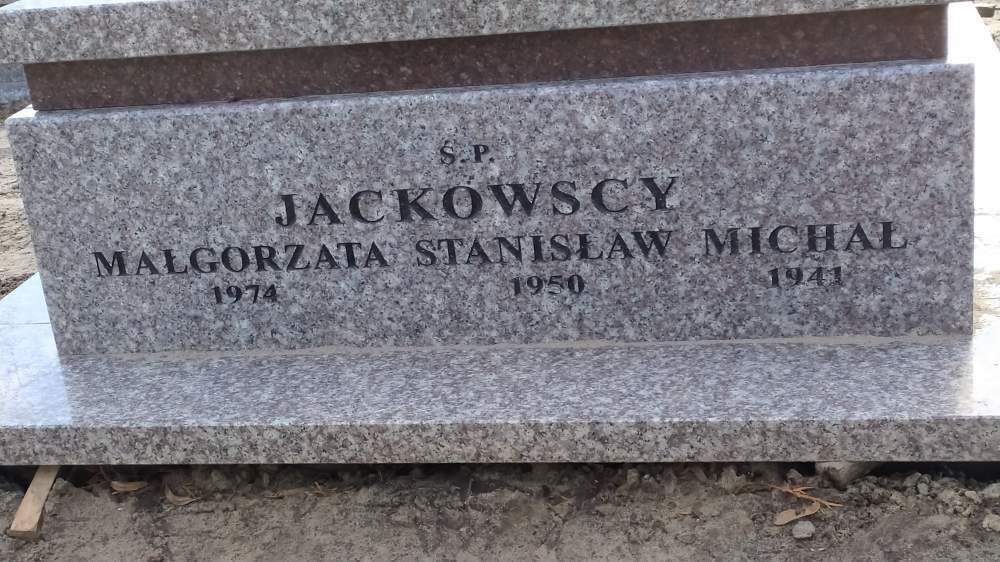 Ś.P.
JACKOWSCY
MAŁGORZATA STANISŁAW MICHAŁ
1974 1950 1941